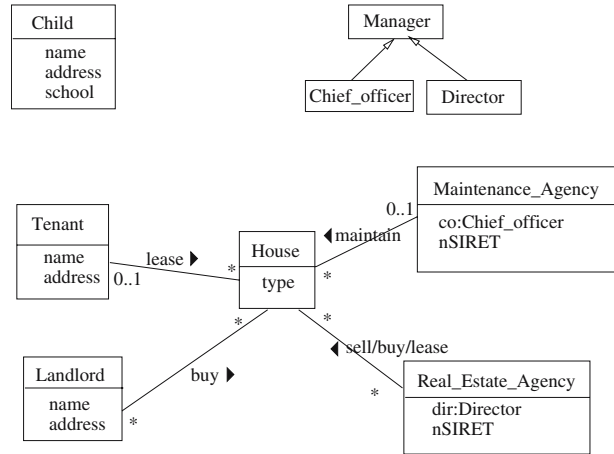 Child
name
address
school
Manager
Chief_officer
Director
Tenant
name
address
0..1
lease ▶
*
House
type
*
◀ maintain
0..1
Maintenance_Agency
co:Chief_officer
nSIRET
*
*
◀ sell/buy/lease
buy ▶
Landlord
name
address
*
*
Real_Estate_Agency
dir:Director
nSIRET